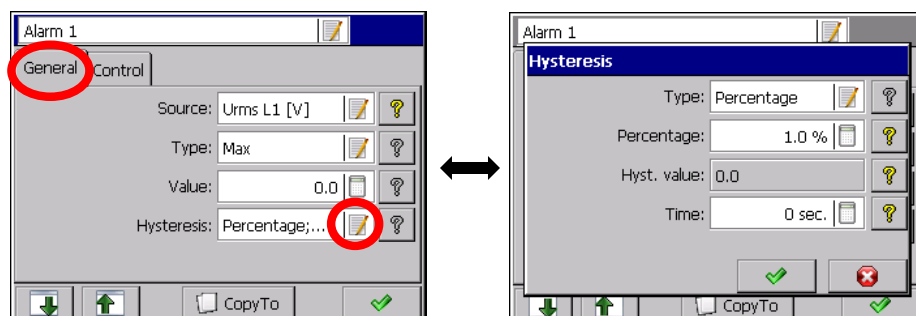 Alarm 1
General Control
Source: Urms L1 [V] ?
Type: Max ?
Value: 0.0 ?
Hysteresis: Percentage;... ?
CopyTo
Alarm 1
Hysteresis
Type: Percentage ?
Percentage: 1.0 % ?
Hyst. value: 0.0 ?
Time: 0 sec. ?
CopyTo